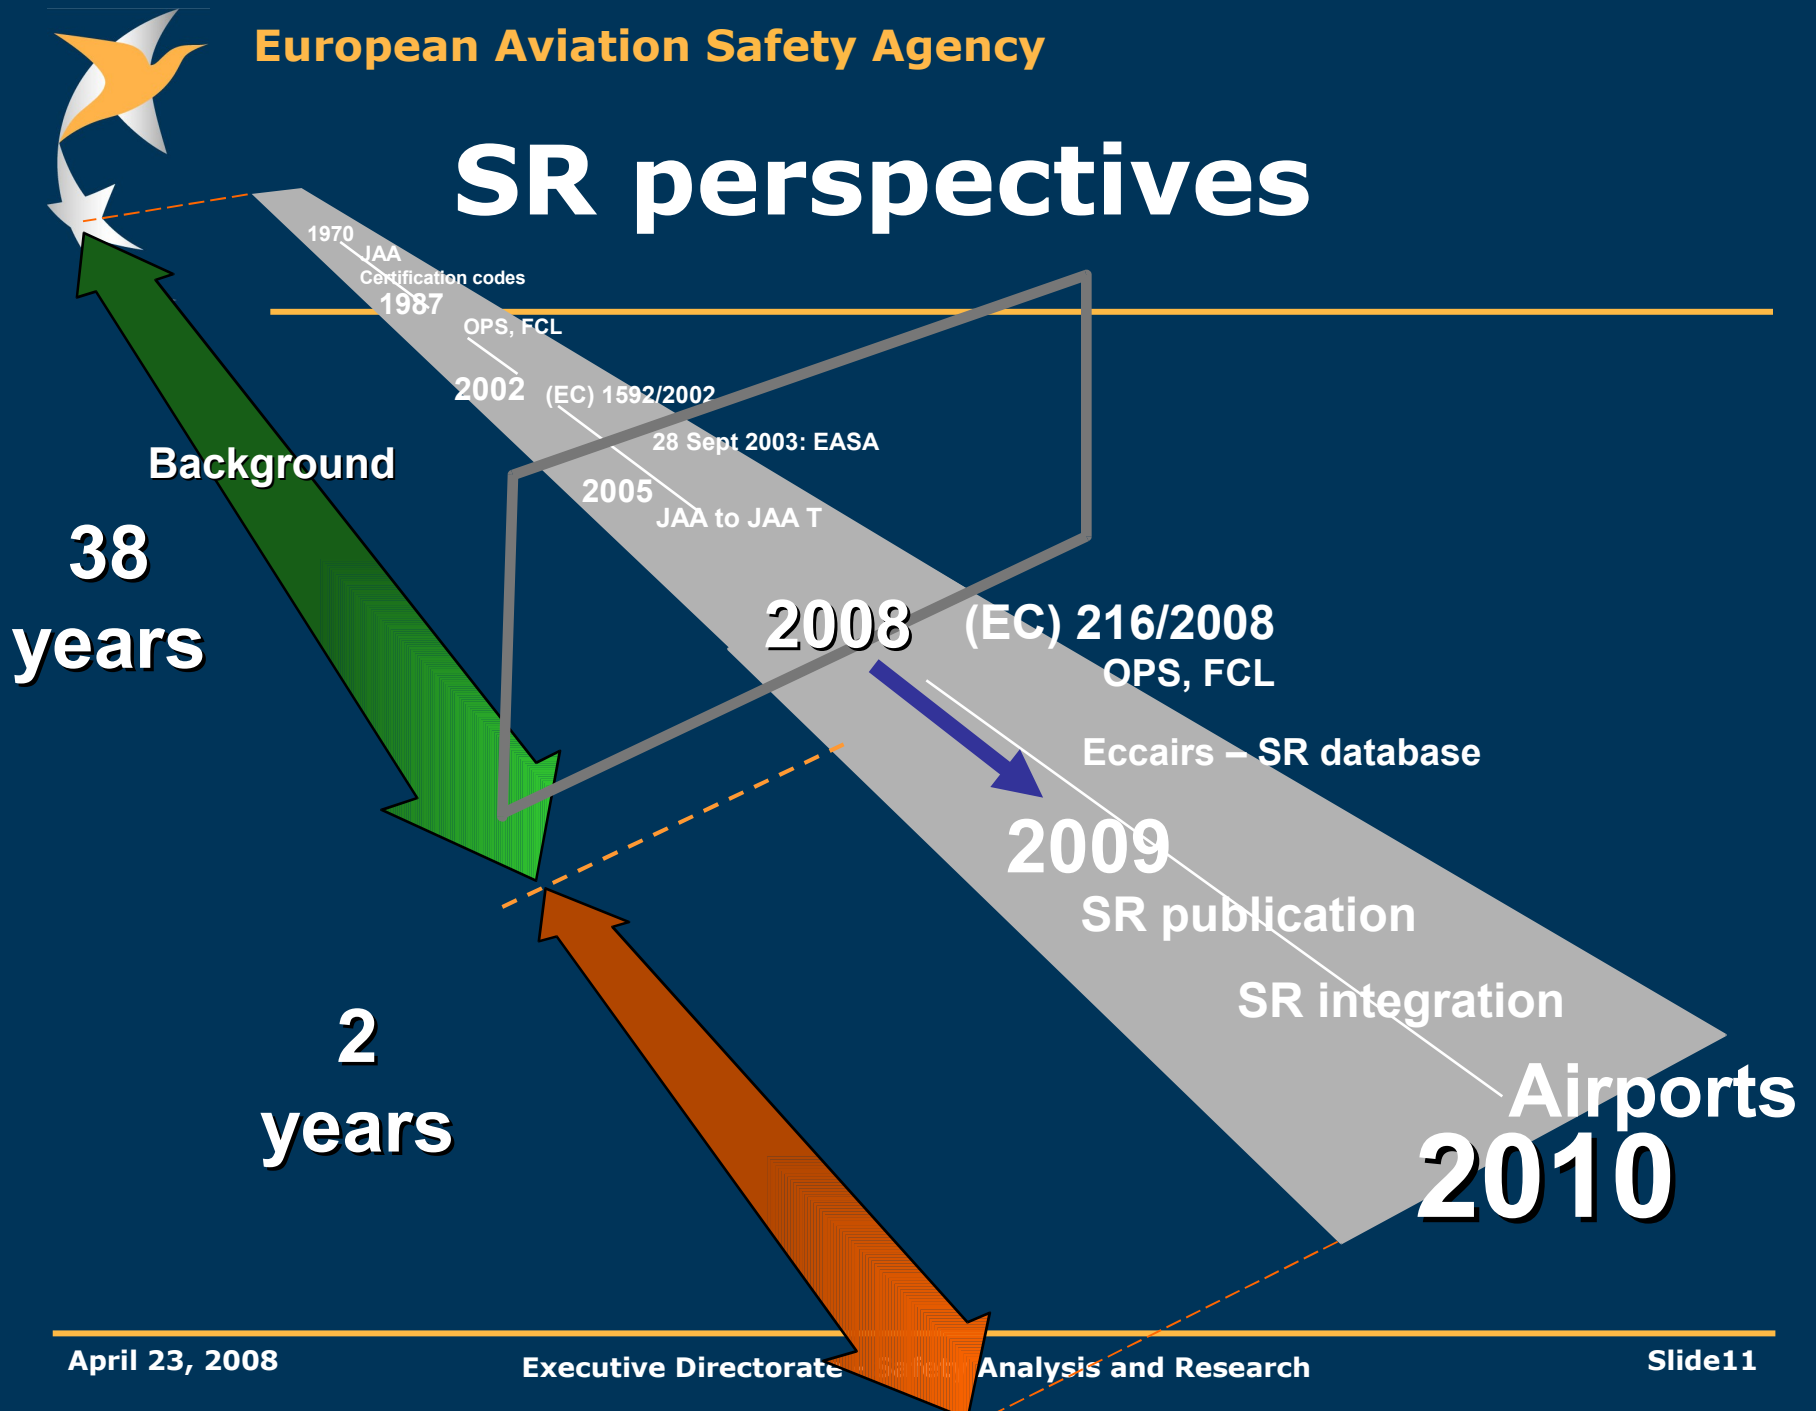 European Aviation Safety Agency
SR perspectives
1970
JAA
Certification codes
1987
OPS, FCL
2002
(EC) 1592/2002
28 Sept 2003: EASA
2005
JAA to JAA T
Background
38
years
2008
(EC) 216/2008
OPS, FCL
Eccairs – SR database
2009
SR publication
SR integration
2
years
Airports
2010
April 23, 2008
Executive Directorate - Safety Analysis and Research
Slide11